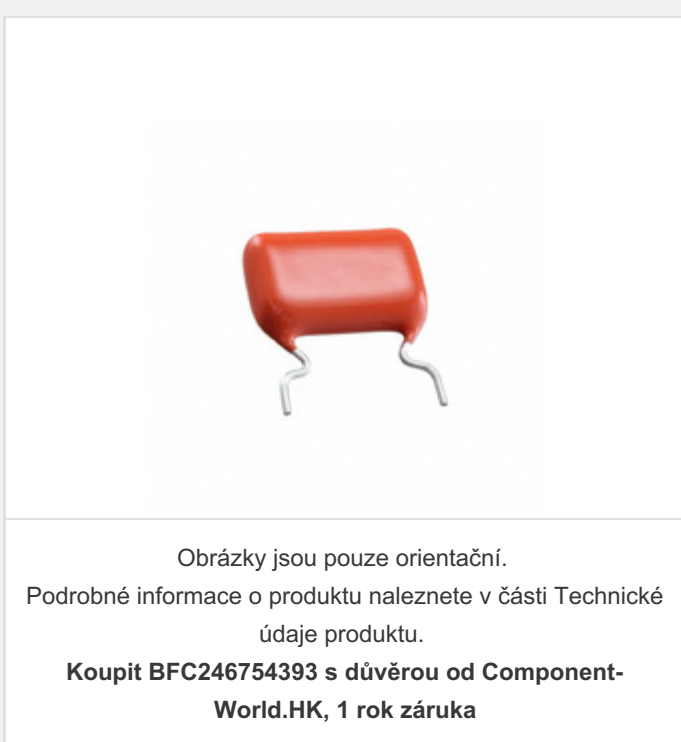 Obrázky jsou pouze orientační.
Podrobné informace o produktu naleznete v části Technické
údaje produktu.
Koupit BFC246754393 s důvěrou od Component-
World.HK, 1 rok záruka